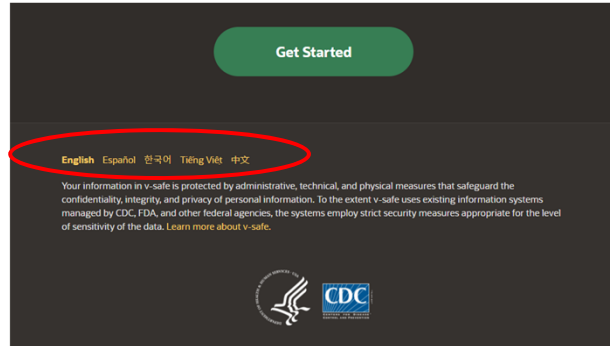 Get Started
English Español 한국어 Tiếng Việt 中文
Your information in v-safe is protected by administrative, technical, and physical measures that safeguard the
confidentiality, integrity, and privacy of personal information. To the extent v-safe uses existing information systems
managed by CDC, FDA, and other federal agencies, the systems employ strict security measures appropriate for the level
of sensitivity of the data. Learn more about v-safe.
CDC